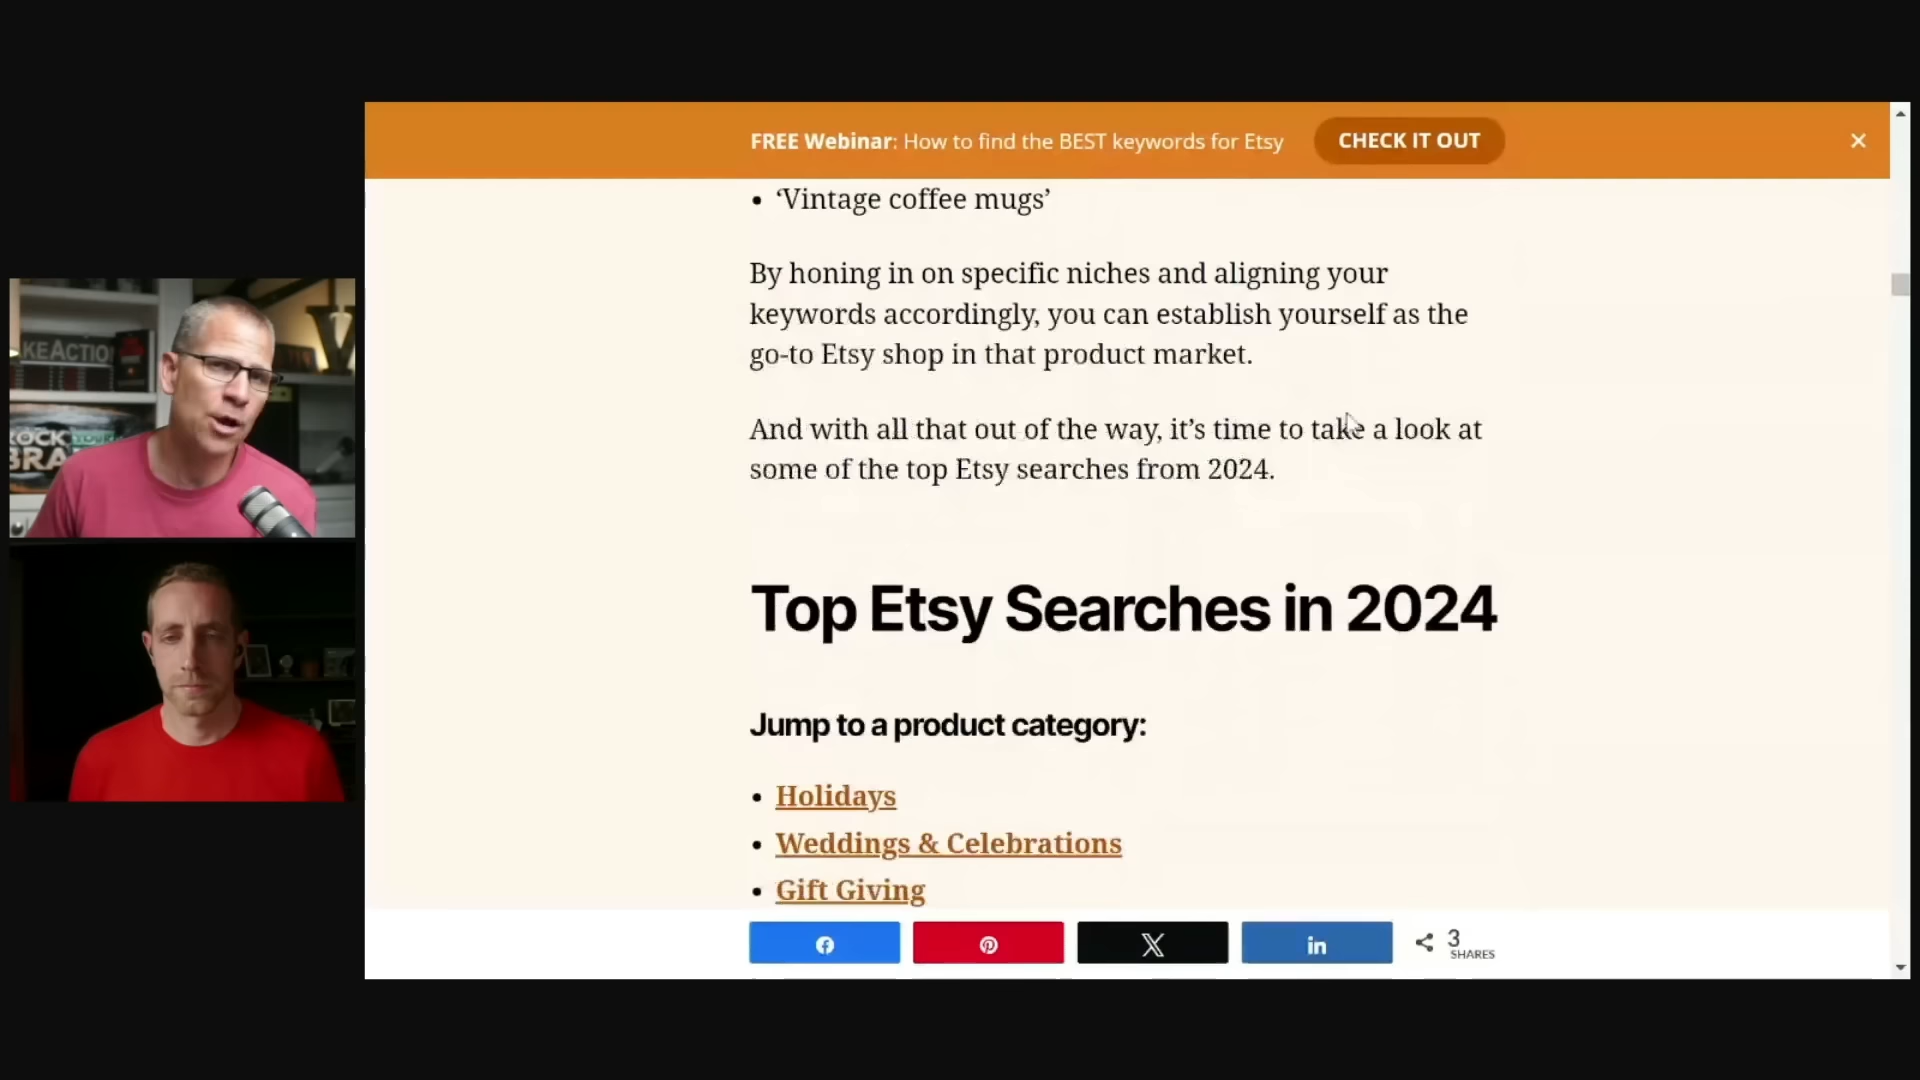 FREE Webinar: How to find the BEST keywords for Etsy
CHECK IT OUT
• ‘Vintage coffee mugs’
By honing in on specific niches and aligning your
keywords accordingly, you can establish yourself as the
go-to Etsy shop in that product market.
And with all that out of the way, it’s time to take a look at
some of the top Etsy searches from 2024.
Top Etsy Searches in 2024
Jump to a product category:
• Holidays
• Weddings & Celebrations
• Gift Giving
3
SHARES
KEACTIO
ROCK YOUR
BRA